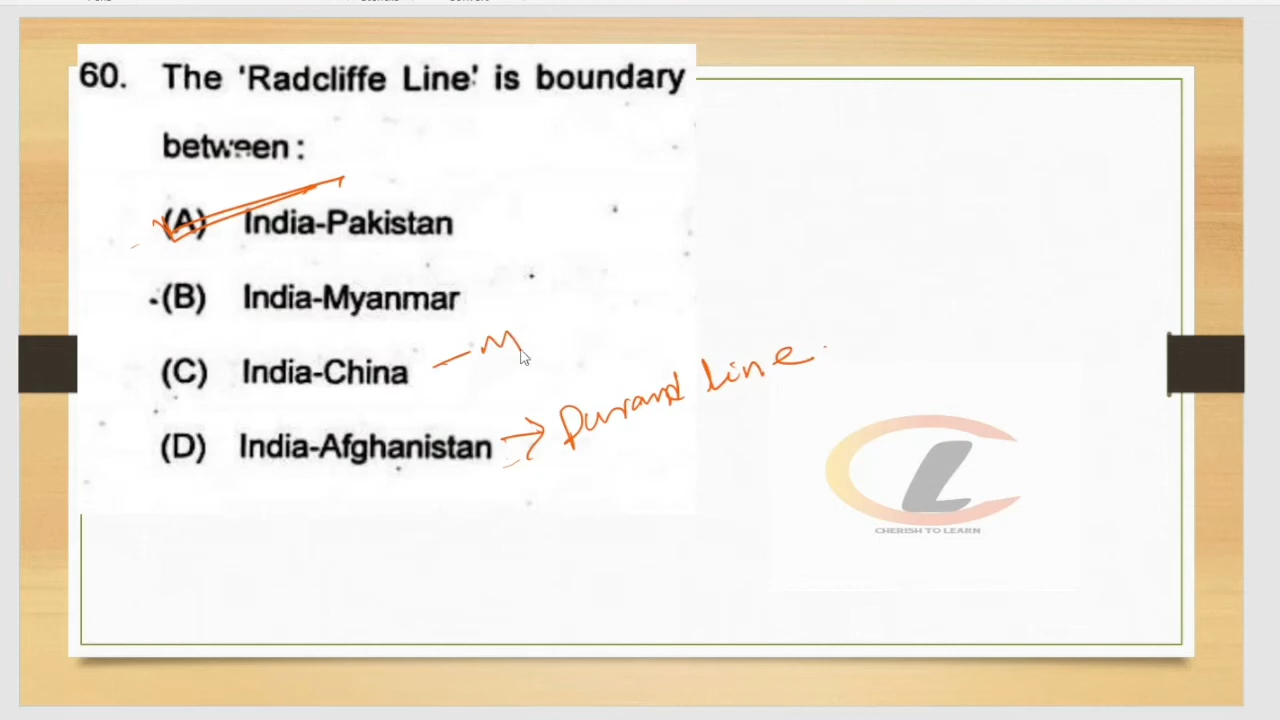 60. The 'Radcliffe Line' is boundary
between :
(A) India-Pakistan
(B) India-Myanmar
(C) India-China — M
(D) India-Afghanistan → Durand line.
CHERISH TO LEARN